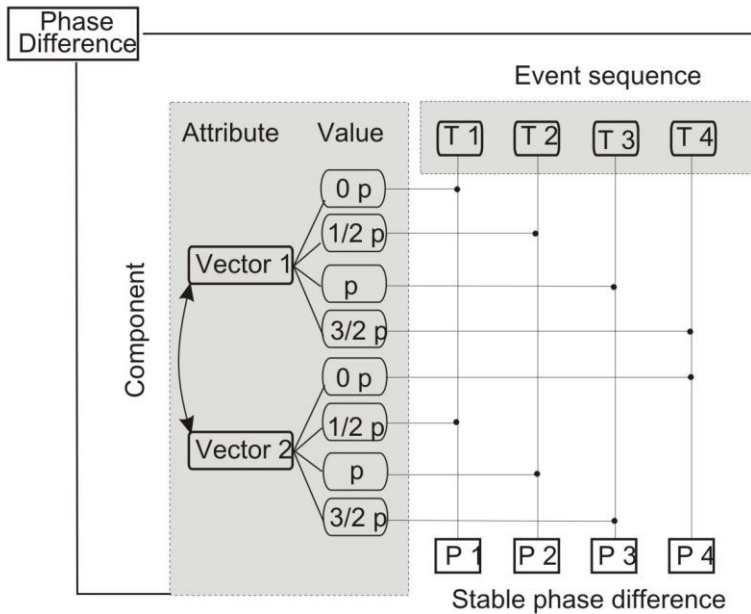 Phase
Difference
Event sequence
Attribute Value
T 1 T 2 T 3 T 4
0 p
1/2 p
Vector 1
p
3/2 p
Component
0 p
1/2 p
Vector 2
p
3/2 p
P 1 P 2 P 3 P 4
Stable phase difference